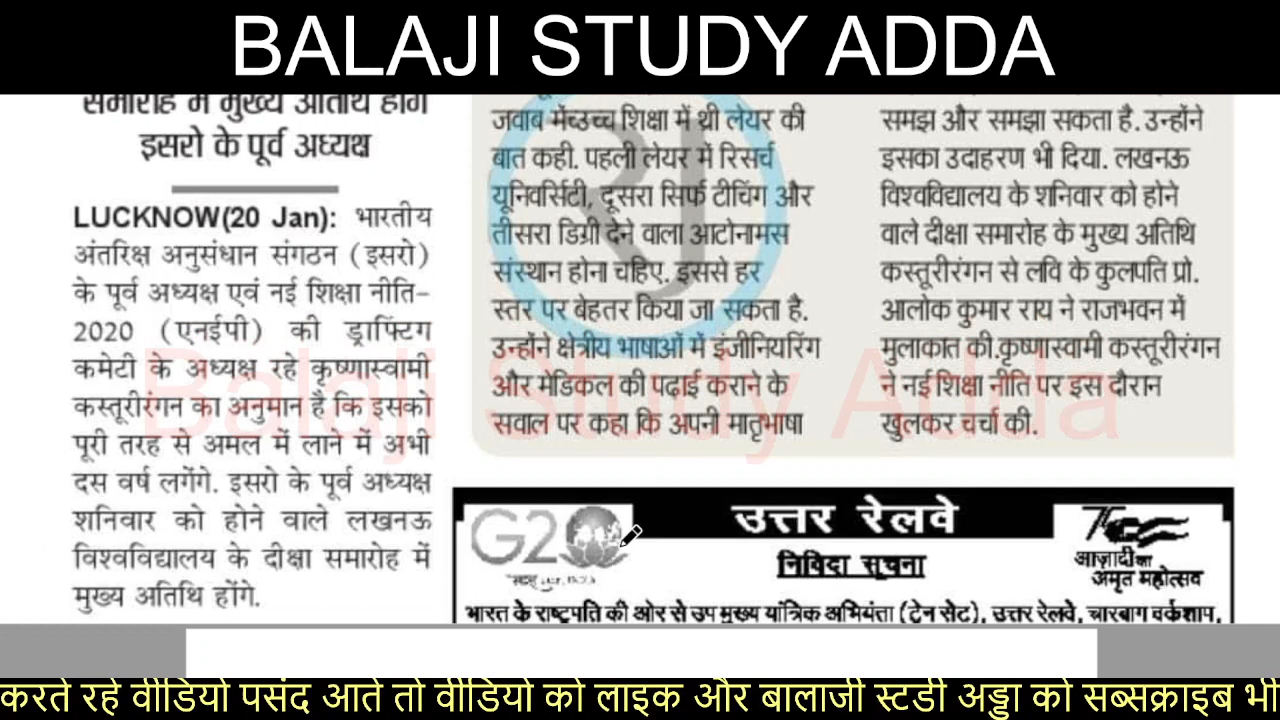 BALAJI STUDY ADDA
समारोह में मुख्य अतिथि होंगे
इसरो के पूर्व अध्यक्ष
LUCKNOW(20 Jan): भारतीय
अंतरिक्ष अनुसंधान संगठन (इसरो)
के पूर्व अध्यक्ष एवं नई शिक्षा नीति-
2020 (एनईपी) की ड्राफ्टिंग
कमेटी के अध्यक्ष रहे कृष्णास्वामी
कस्तूरीरंगन का अनुमान है कि इसको
पूरी तरह से अमल में लाने में अभी
दस वर्ष लगेंगे. इसरो के पूर्व अध्यक्ष
शनिवार को होने वाले लखनऊ
विश्वविद्यालय के दीक्षा समारोह में
मुख्य अतिथि होंगे.
जवाब मेंउच्च शिक्षा में थ्री लेयर की
बात कही. पहली लेयर में रिसर्च
यूनिवर्सिटी, दूसरा सिर्फ टीचिंग और
तीसरा डिग्री देने वाला आटोनामस
संस्थान होना चहिए. इससे हर
स्तर पर बेहतर किया जा सकता है.
उन्होंने क्षेत्रीय भाषाओं में इंजीनियरिंग
और मेडिकल की पढ़ाई कराने के
सवाल पर कहा कि अपनी मातृभाषा
समझ और समझा सकता है. उन्होंने
इसका उदाहरण भी दिया. लखनऊ
विश्वविद्यालय के शनिवार को होने
वाले दीक्षा समारोह के मुख्य अतिथि
कस्तूरीरंगन से लवि के कुलपति प्रो.
आलोक कुमार राय ने राजभवन में
मुलाकात की.कृष्णास्वामी कस्तूरीरंगन
ने नई शिक्षा नीति पर इस दौरान
खुलकर चर्चा की.
RJ
Balaji Study Adda
G20
उत्तर रेलवे
निविदा सूचना
आज़ादी का
अमृत महोत्सव
भारत के राष्ट्रपति की ओर से उप मुख्य यांत्रिक अभियंता (ट्रेन सेट), उत्तर रेलवे, चारबाग वर्कशाप,
करते रहे वीडियो पसंद आते तो वीडियो को लाइक और बालाजी स्टडी अड्डा को सब्सक्राइब भी